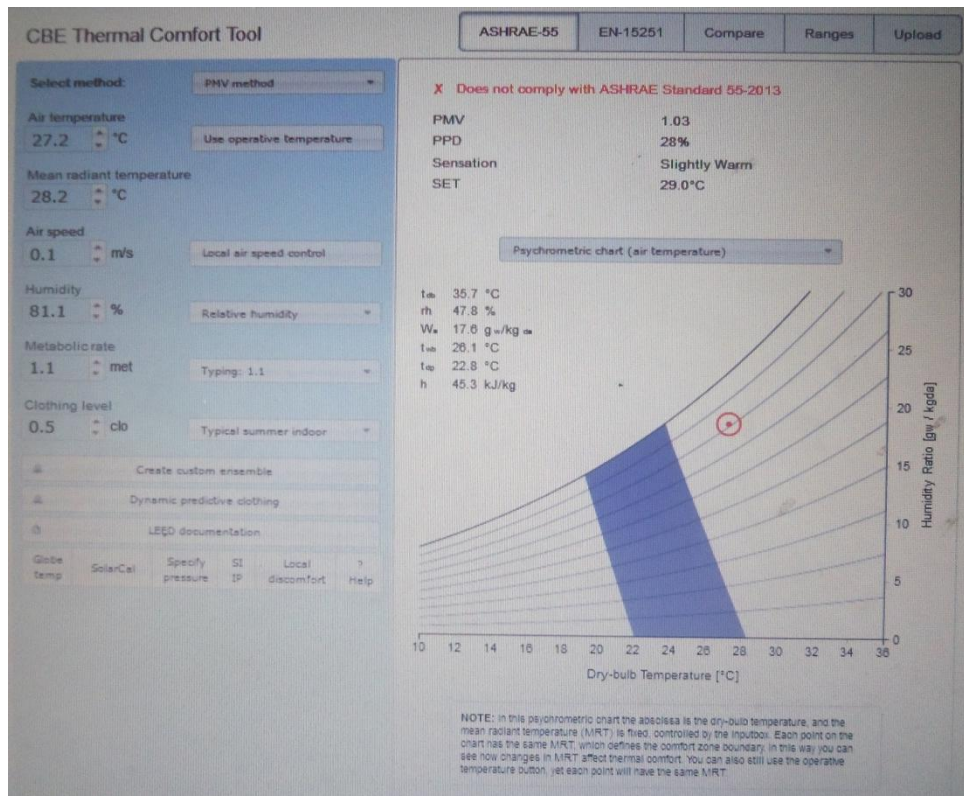 CBE Thermal Comfort Tool
ASHRAE-55 EN-15251 Compare Ranges Upload
Select method: PMV method
Air temperature
27.2 °C Use operative temperature
Mean radiant temperature
28.2 °C
Air speed
0.1 m/s Local air speed control
Humidity
81.1 % Relative humidity
Metabolic rate
1.1 met Typing: 1.1
Clothing level
0.5 clo Typical summer indoor
Create custom ensemble
Dynamic predictive clothing
LEED documentation
Globe temp
SolarCal
Specify pressure
SI IP
Local discomfort
? Help
X Does not comply with ASHRAE Standard 55-2013
PMV 1.03
PPD 28%
Sensation Slightly Warm
SET 29.0°C
Psychrometric chart (air temperature)
t db 35.7 °C
rh 47.8 %
W a 17.6 g w/kg da
t wb 26.1 °C
t dp 22.8 °C
h 45.3 kJ/kg
30
25
20
15
10
5
0
Humidity Ratio [gw / kgda]
10 12 14 16 18 20 22 24 26 28 30 32 34 36
Dry-bulb Temperature [°C]
NOTE: In this psychrometric chart the abscissa is the dry-bulb temperature, and the
mean radiant temperature (MRT) is fixed, controlled by the inputbox. Each point on the
chart has the same MRT, which defines the comfort zone boundary. In this way you can
see how changes in MRT affect thermal comfort. You can also still use the operative
temperature button, yet each point will have the same MRT.